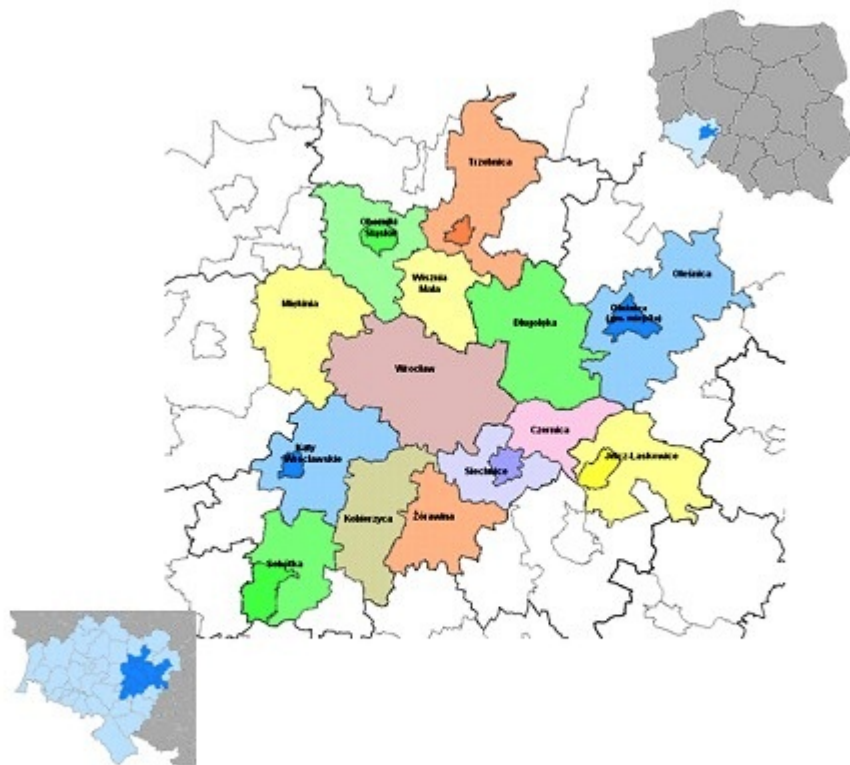 Trzebnica
Oborniki
Śląskie
Wisznia
Mała
Oleśnica
Miękinia
Oleśnica
(gm. miejska)
Długołęka
Wrocław
Czernica
Kąty
Wrocławskie
Siechnice
Jelcz-Laskowice
Kobierzyce
Żórawina
Sobótka